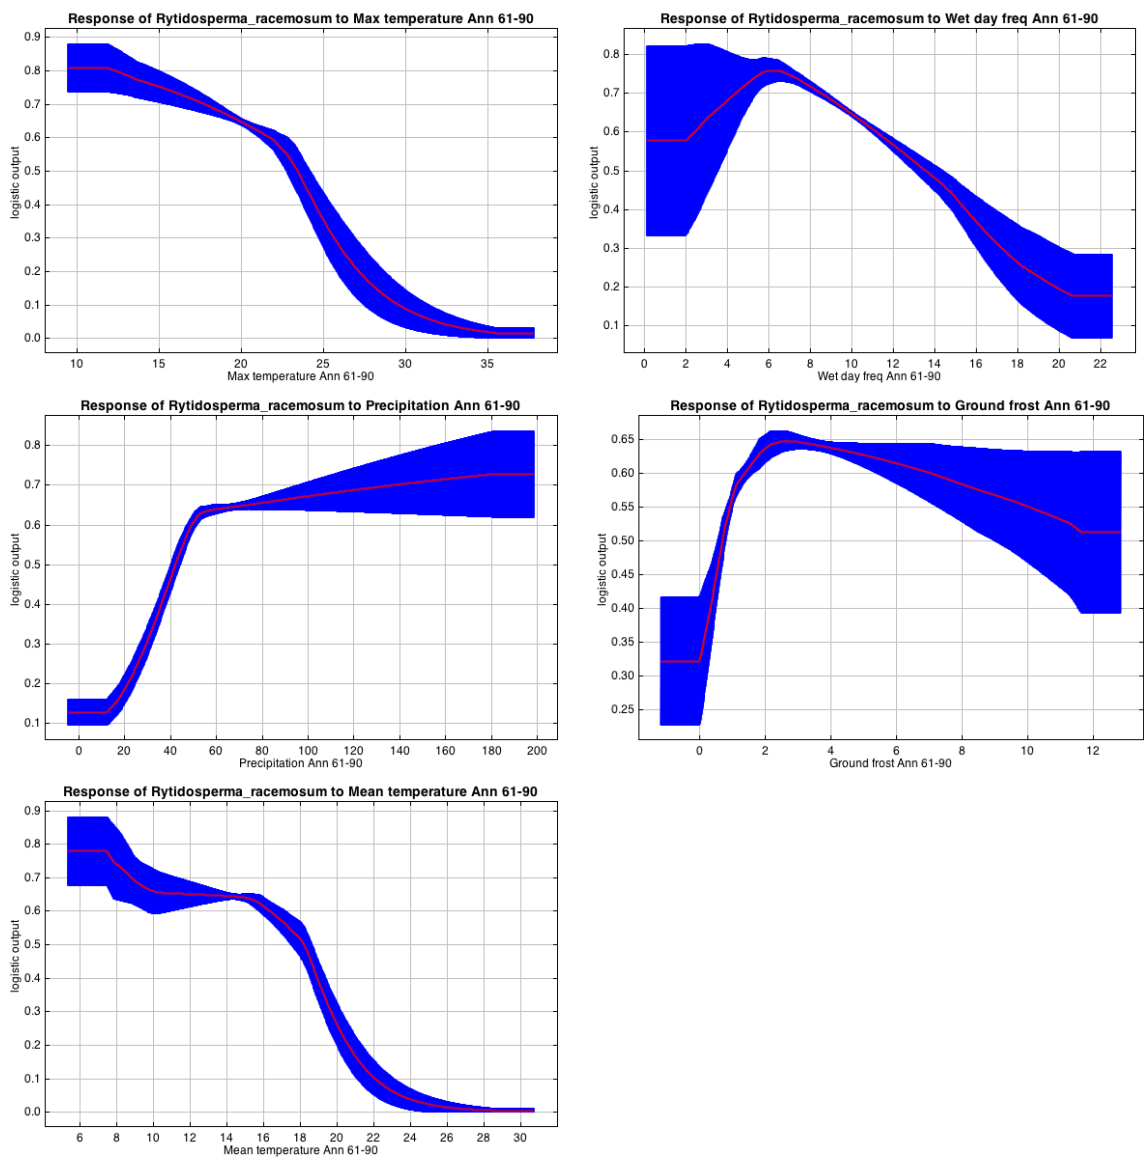 Response of Rytidosperma_racemosum to Max temperature Ann 61-90
0.9
0.8
0.7
0.6
0.5
0.4
0.3
0.2
0.1
0.0
logistic output
10 15 20 25 30 35
Max temperature Ann 61-90
Response of Rytidosperma_racemosum to Wet day freq Ann 61-90
0.8
0.7
0.6
0.5
0.4
0.3
0.2
0.1
logistic output
0 2 4 6 8 10 12 14 16 18 20 22
Wet day freq Ann 61-90
Response of Rytidosperma_racemosum to Precipitation Ann 61-90
0.8
0.7
0.6
0.5
0.4
0.3
0.2
0.1
logistic output
0 20 40 60 80 100 120 140 160 180 200
Precipitation Ann 61-90
Response of Rytidosperma_racemosum to Ground frost Ann 61-90
0.65
0.60
0.55
0.50
0.45
0.40
0.35
0.30
0.25
logistic output
0 2 4 6 8 10 12
Ground frost Ann 61-90
Response of Rytidosperma_racemosum to Mean temperature Ann 61-90
0.9
0.8
0.7
0.6
0.5
0.4
0.3
0.2
0.1
0.0
logistic output
6 8 10 12 14 16 18 20 22 24 26 28 30
Mean temperature Ann 61-90